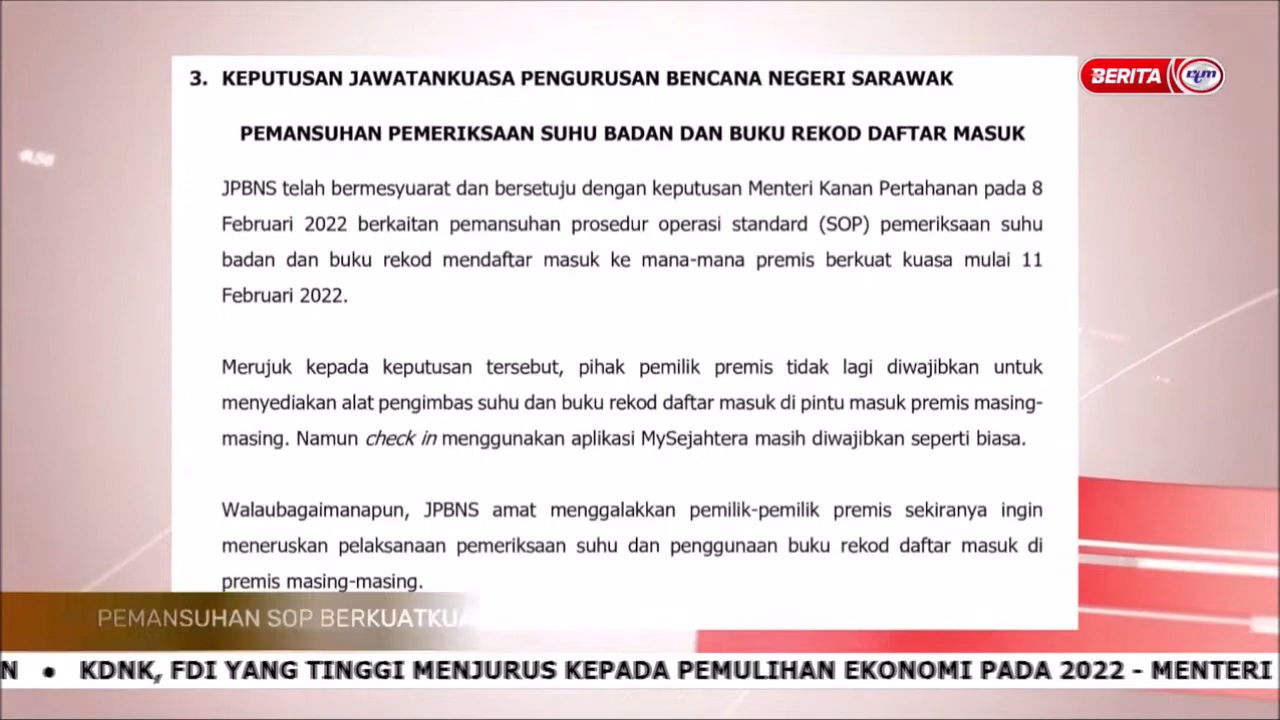 3. KEPUTUSAN JAWATANKUASA PENGURUSAN BENCANA NEGERI SARAWAK
BERITA rtm
PEMANSUHAN PEMERIKSAAN SUHU BADAN DAN BUKU REKOD DAFTAR MASUK
JPBNS telah bermesyuarat dan bersetuju dengan keputusan Menteri Kanan Pertahanan pada 8
Februari 2022 berkaitan pemansuhan prosedur operasi standard (SOP) pemeriksaan suhu
badan dan buku rekod mendaftar masuk ke mana-mana premis berkuat kuasa mulai 11
Februari 2022.
Merujuk kepada keputusan tersebut, pihak pemilik premis tidak lagi diwajibkan untuk
menyediakan alat pengimbas suhu dan buku rekod daftar masuk di pintu masuk premis masing-
masing. Namun check in menggunakan aplikasi MySejahtera masih diwajibkan seperti biasa.
Walaubagaimanapun, JPBNS amat menggalakkan pemilik-pemilik premis sekiranya ingin
meneruskan pelaksanaan pemeriksaan suhu dan penggunaan buku rekod daftar masuk di
premis masing-masing.
PEMANSUHAN SOP BERKUATKUA
N • KDNK, FDI YANG TINGGI MENJURUS KEPADA PEMULIHAN EKONOMI PADA 2022 - MENTERI